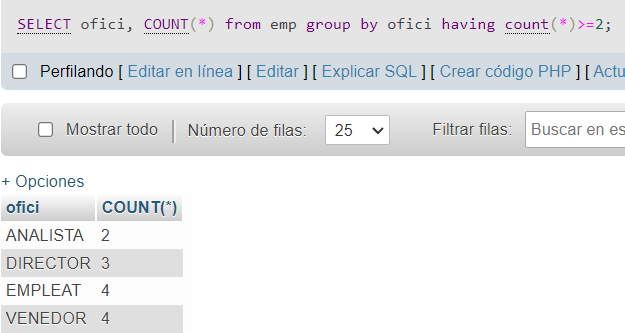 SELECT ofici, COUNT(*) from emp group by ofici having count(*)>=2;
Perfilando [ Editar en línea ] [ Editar ] [ Explicar SQL ] [ Crear código PHP ] [ Actu
Mostrar todo Número de filas: 25 Filtrar filas: Buscar en es
+ Opciones
ofici COUNT(*)
ANALISTA 2
DIRECTOR 3
EMPLEAT 4
VENEDOR 4